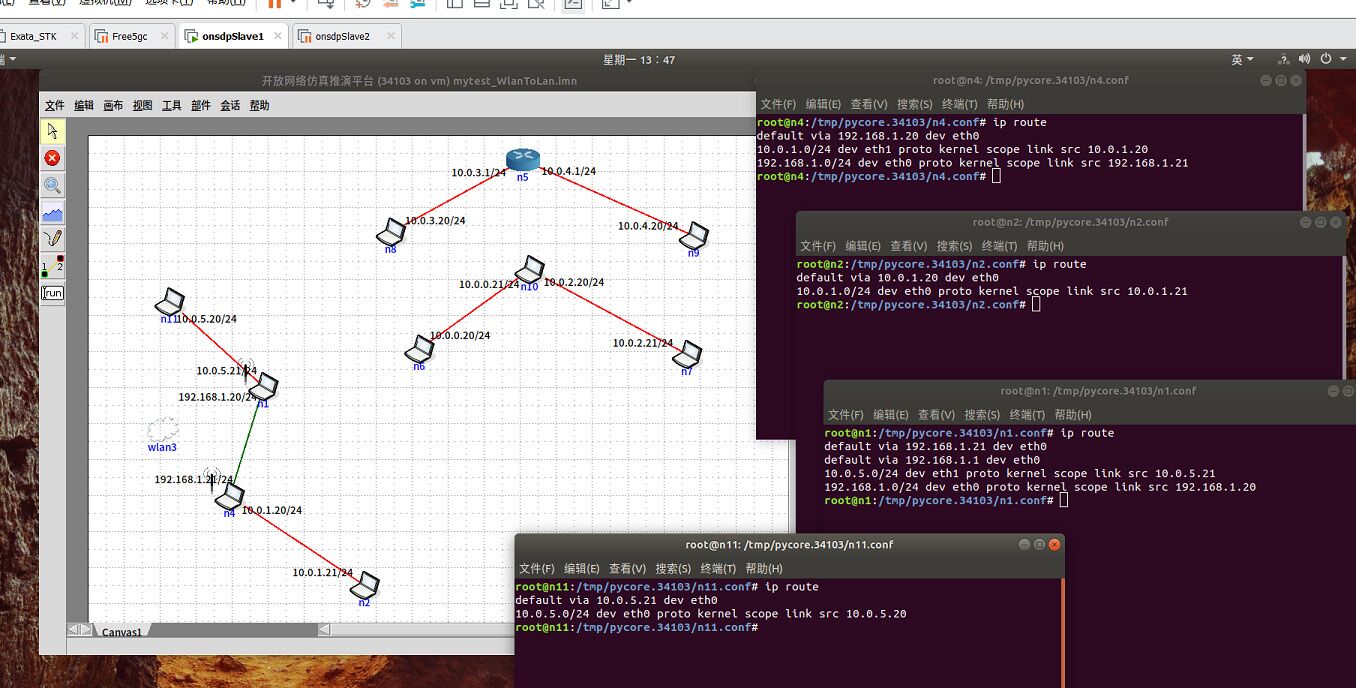 查看(V) 虚拟机(M) 选项卡(T) 帮助(H)
Exata_STK Free5gc onsdpSlave1 onsdpSlave2
星期一 13：47
英
开放网络仿真推演平台 (34103 on vm) mytest_WlanToLan.imn
文件 编辑 画布 视图 工具 部件 会话 帮助
1 2
run
n5
10.0.3.1/24
10.0.4.1/24
10.0.3.20/24
n8
10.0.4.20/24
n9
10.0.0.21/24
n10
10.0.2.20/24
10.0.0.20/24
n6
10.0.2.21/24
n7
n11
10.0.5.20/24
10.0.5.21/24
192.168.1.20/24
n1
wlan3
192.168.1.21/24
n4
10.0.1.20/24
10.0.1.21/24
n2
Canvas1
root@n4: /tmp/pycore.34103/n4.conf
文件(F) 编辑(E) 查看(V) 搜索(S) 终端(T) 帮助(H)
root@n4:/tmp/pycore.34103/n4.conf# ip route
default via 192.168.1.20 dev eth0
10.0.1.0/24 dev eth1 proto kernel scope link src 10.0.1.20
192.168.1.0/24 dev eth0 proto kernel scope link src 192.168.1.21
root@n4:/tmp/pycore.34103/n4.conf#
root@n2: /tmp/pycore.34103/n2.conf
文件(F) 编辑(E) 查看(V) 搜索(S) 终端(T) 帮助(H)
root@n2:/tmp/pycore.34103/n2.conf# ip route
default via 10.0.1.20 dev eth0
10.0.1.0/24 dev eth0 proto kernel scope link src 10.0.1.21
root@n2:/tmp/pycore.34103/n2.conf#
root@n1: /tmp/pycore.34103/n1.conf
文件(F) 编辑(E) 查看(V) 搜索(S) 终端(T) 帮助(H)
root@n1:/tmp/pycore.34103/n1.conf# ip route
default via 192.168.1.21 dev eth0
default via 192.168.1.1 dev eth0
10.0.5.0/24 dev eth1 proto kernel scope link src 10.0.5.21
192.168.1.0/24 dev eth0 proto kernel scope link src 192.168.1.20
root@n1:/tmp/pycore.34103/n1.conf#
root@n11: /tmp/pycore.34103/n11.conf
文件(F) 编辑(E) 查看(V) 搜索(S) 终端(T) 帮助(H)
root@n11:/tmp/pycore.34103/n11.conf# ip route
default via 10.0.5.21 dev eth0
10.0.5.0/24 dev eth0 proto kernel scope link src 10.0.5.20
root@n11:/tmp/pycore.34103/n11.conf#